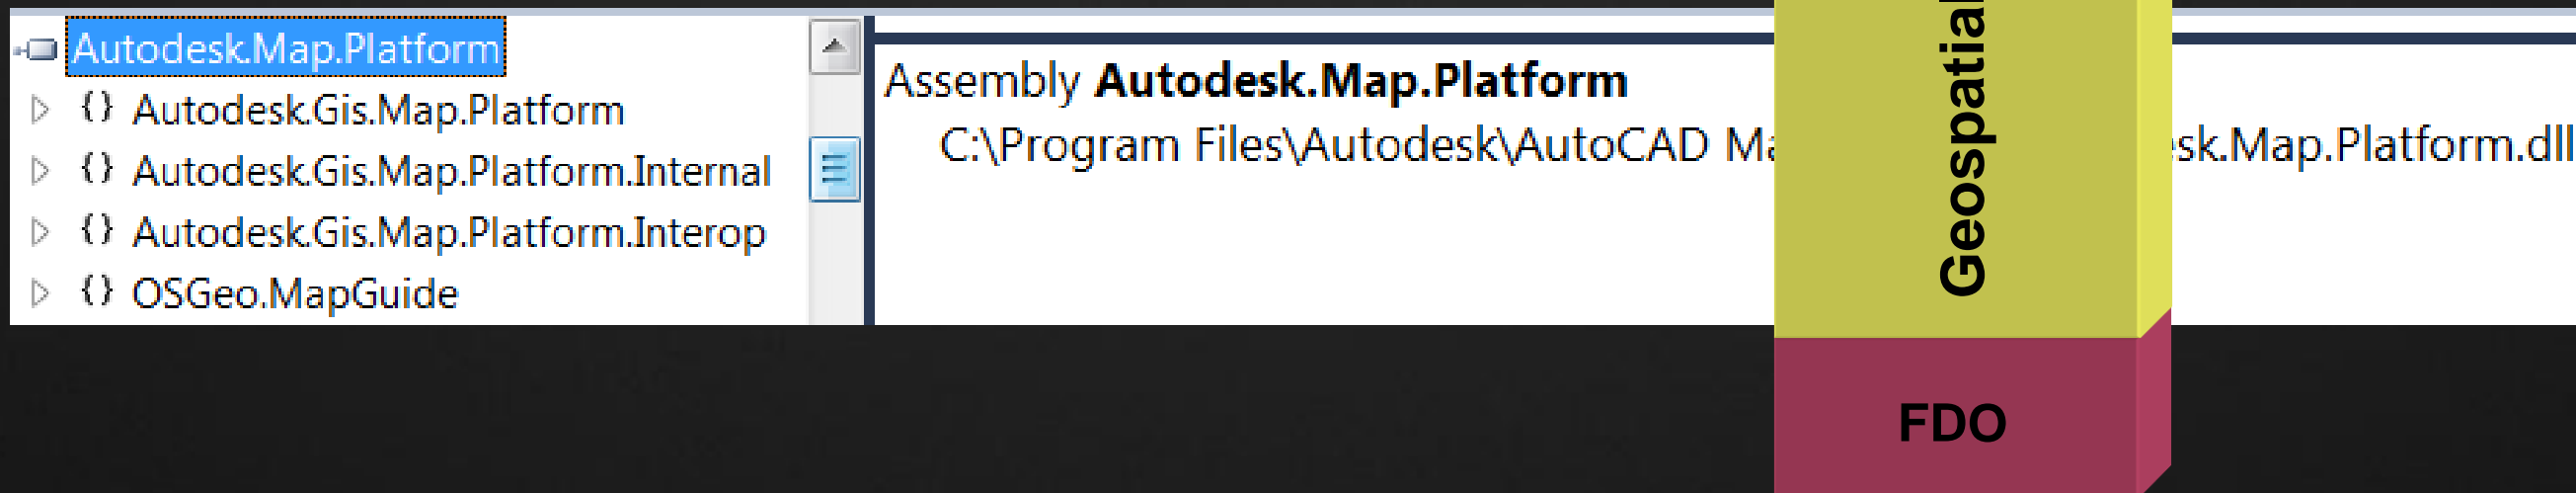 Autodesk.Map.Platform
{} Autodesk.Gis.Map.Platform
{} Autodesk.Gis.Map.Platform.Internal
{} Autodesk.Gis.Map.Platform.Interop
{} OSGeo.MapGuide
Assembly Autodesk.Map.Platform
C:\Program Files\Autodesk\AutoCAD Ma
sk.Map.Platform.dll
Geospatial
FDO